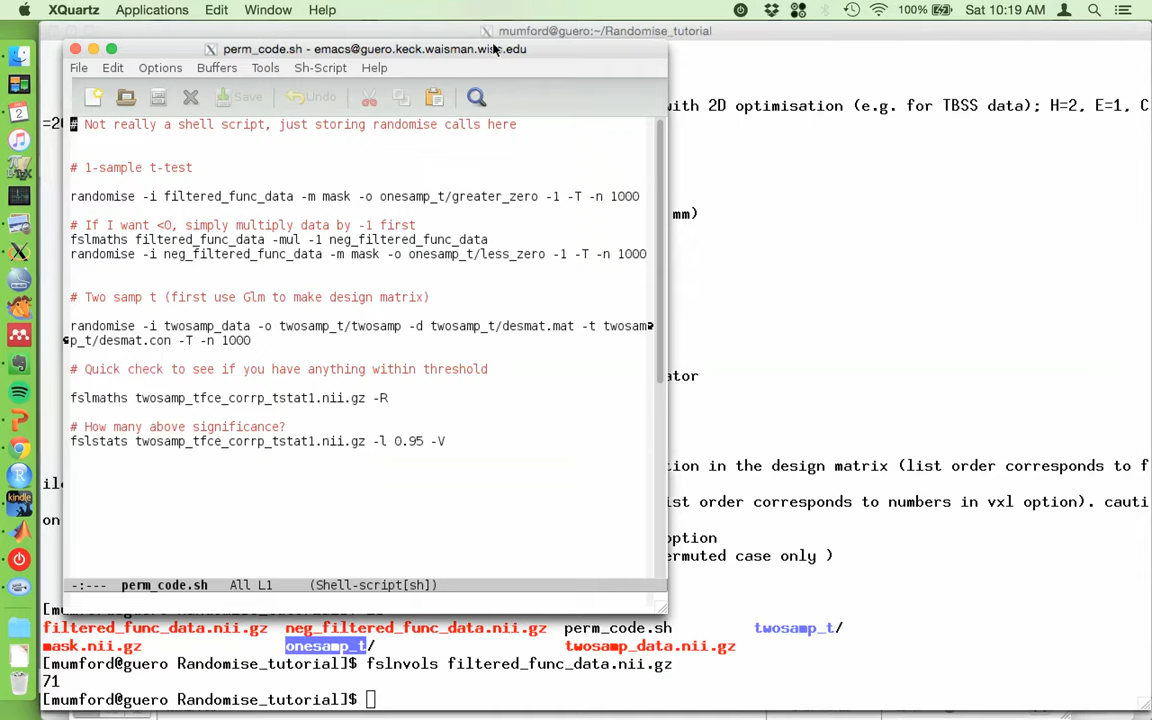 XQuartz Applications Edit Window Help 100% Sat 10:19 AM
mumford@guero:~/Randomise_tutorial
perm_code.sh - emacs@guero.keck.waisman.wisc.edu
File Edit Options Buffers Tools Sh-Script Help
Save Undo
with 2D optimisation (e.g. for TBSS data); H=2, E=1, C
=20
# Not really a shell script, just storing randomise calls here
# 1-sample t-test
randomise -i filtered_func_data -m mask -o onesamp_t/greater_zero -1 -T -n 1000
mm)
# If I want <0, simply multiply data by -1 first
fslmaths filtered_func_data -mul -1 neg_filtered_func_data
randomise -i neg_filtered_func_data -m mask -o onesamp_t/less_zero -1 -T -n 1000
# Two samp t (first use Glm to make design matrix)
randomise -i twosamp_data -o twosamp_t/twosamp -d twosamp_t/desmat.mat -t twosam
p_t/desmat.con -T -n 1000
# Quick check to see if you have anything within threshold
ator
fslmaths twosamp_tfce_corrp_tstat1.nii.gz -R
# How many above significance?
fslstats twosamp_tfce_corrp_tstat1.nii.gz -l 0.95 -V
tion in the design matrix (list order corresponds to f
il
ist order corresponds to numbers in vxl option). caut
on
option
ermuted case only )
-:--- perm_code.sh All L1 (Shell-script[sh])
filtered_func_data.nii.gz neg_filtered_func_data.nii.gz perm_code.sh twosamp_t/
mask.nii.gz onesamp_t/ twosamp_data.nii.gz
[mumford@guero Randomise_tutorial]$ fslnvols filtered_func_data.nii.gz
71
[mumford@guero Randomise_tutorial]$